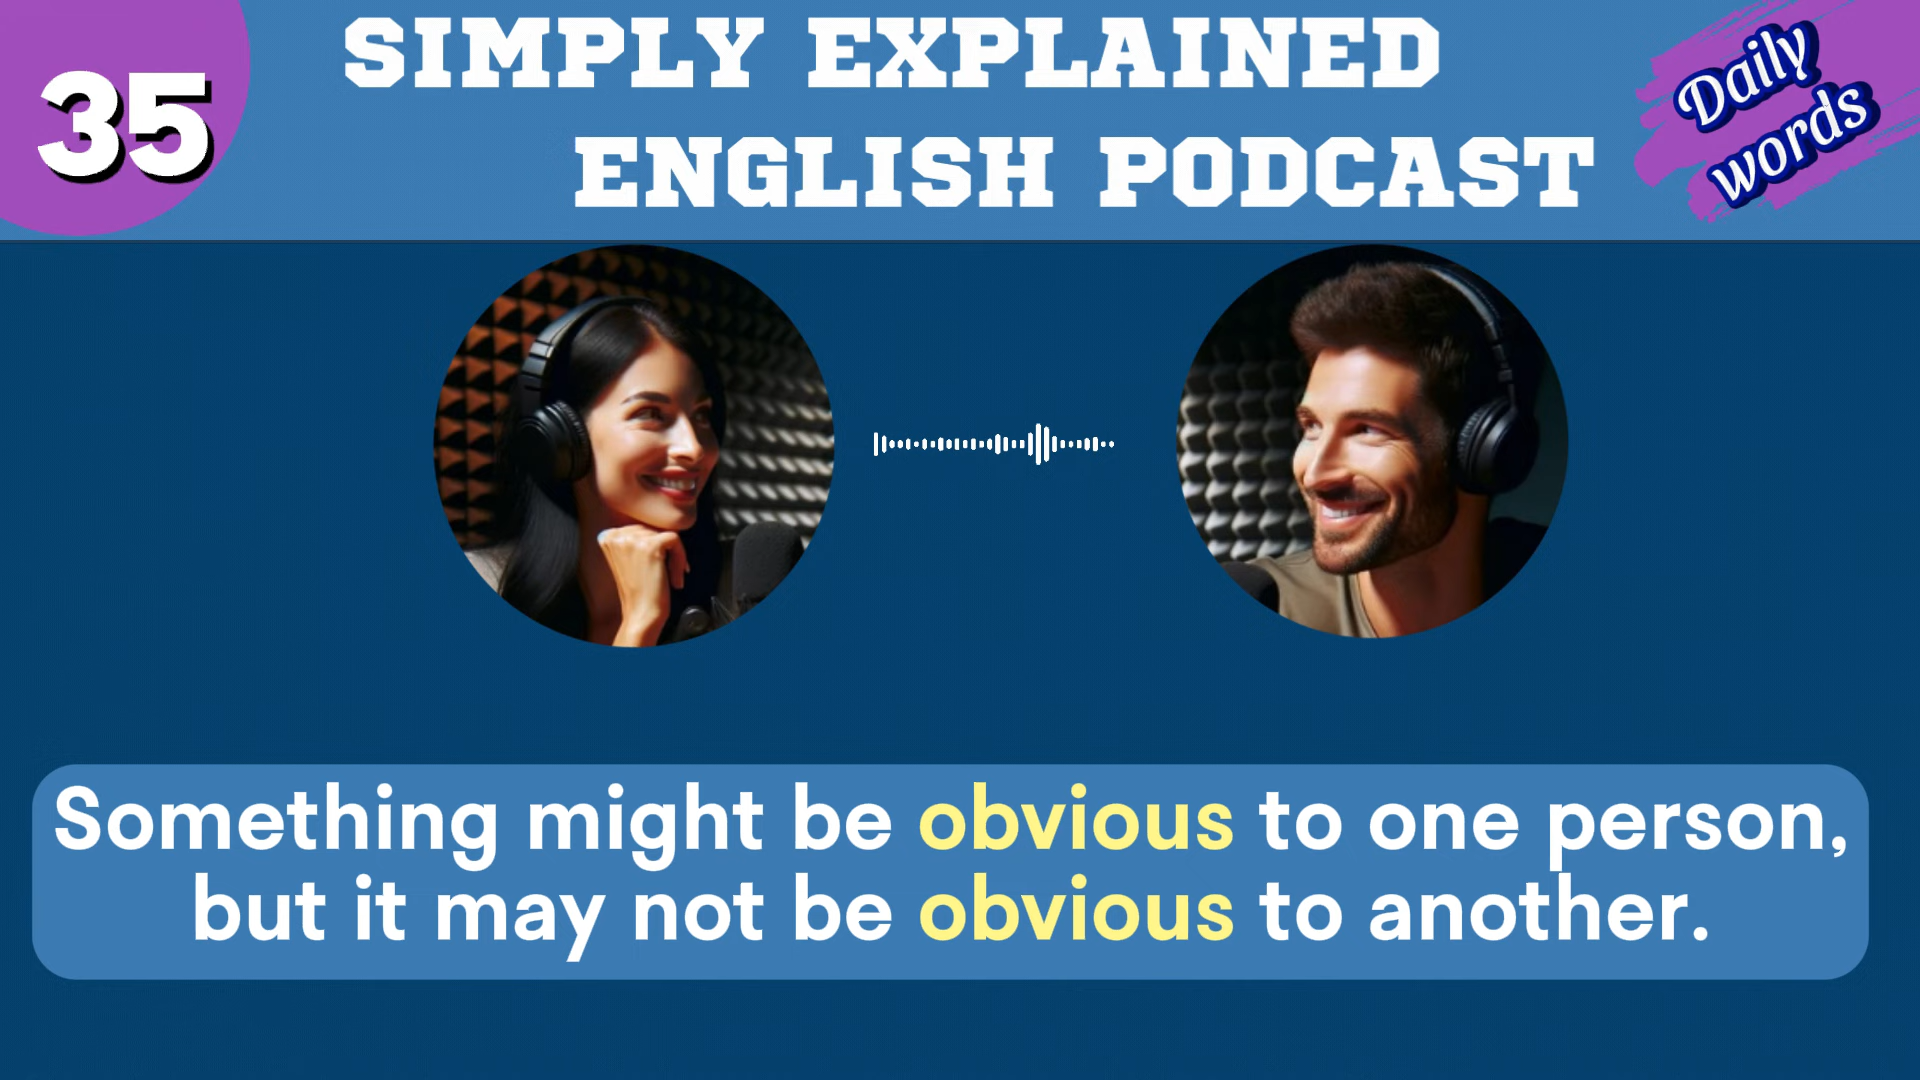 35
SIMPLY EXPLAINED
ENGLISH PODCAST
Daily
words
Something might be obvious to one person,
but it may not be obvious to another.